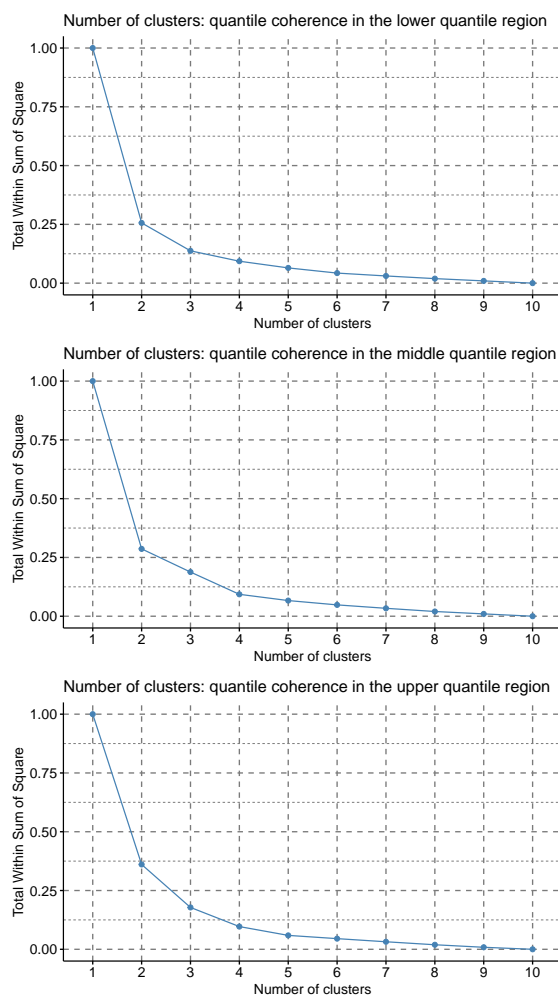 Number of clusters: quantile coherence in the lower quantile region
Total Within Sum of Square
1.00
0.75
0.50
0.25
0.00
1 2 3 4 5 6 7 8 9 10
Number of clusters
Number of clusters: quantile coherence in the middle quantile region
Total Within Sum of Square
1.00
0.75
0.50
0.25
0.00
1 2 3 4 5 6 7 8 9 10
Number of clusters
Number of clusters: quantile coherence in the upper quantile region
Total Within Sum of Square
1.00
0.75
0.50
0.25
0.00
1 2 3 4 5 6 7 8 9 10
Number of clusters